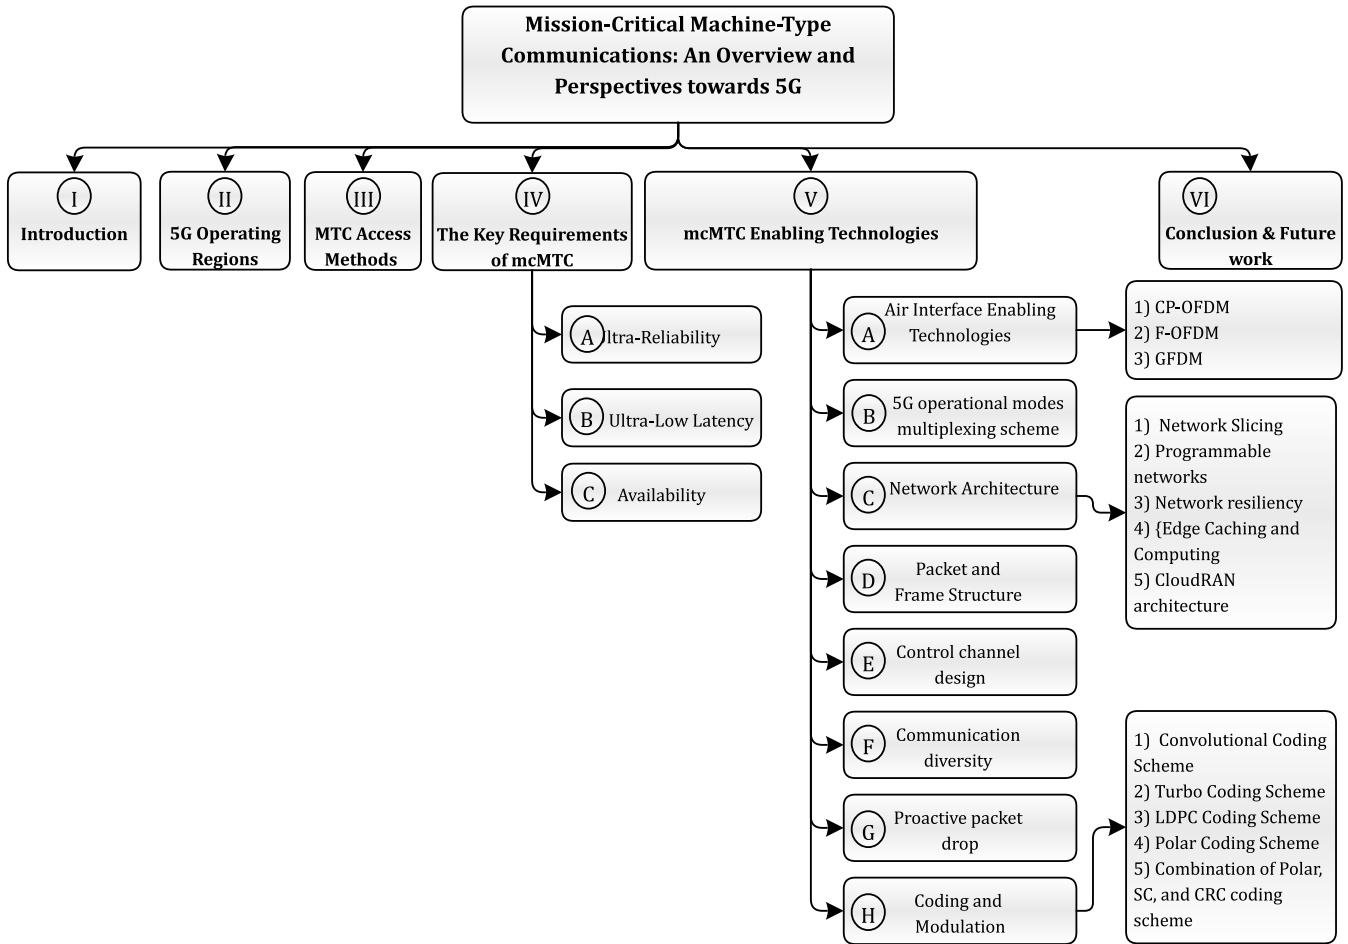 Mission-Critical Machine-Type
Communications: An Overview and
Perspectives towards 5G
I
Introduction
II
5G Operating
Regions
III
MTC Access
Methods
IV
The Key Requirements
of mcMTC
V
mcMTC Enabling Technologies
VI
Conclusion & Future
work
A
ltra-Reliability
B
Ultra-Low Latency
C
Availability
A
Air Interface Enabling
Technologies
1) CP-OFDM
2) F-OFDM
3) GFDM
B
5G operational modes
multiplexing scheme
C
Network Architecture
1) Network Slicing
2) Programmable
networks
3) Network resiliency
4) {Edge Caching and
Computing
5) CloudRAN
architecture
D
Packet and
Frame Structure
E
Control channel
design
F
Communication
diversity
G
Proactive packet
drop
H
Coding and
Modulation
1) Convolutional Coding
Scheme
2) Turbo Coding Scheme
3) LDPC Coding Scheme
4) Polar Coding Scheme
5) Combination of Polar,
SC, and CRC coding
scheme